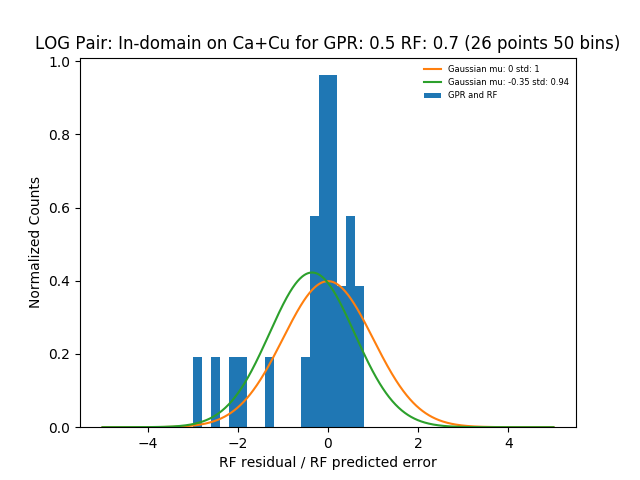 LOG Pair: In-domain on Ca+Cu for GPR: 0.5 RF: 0.7 (26 points 50 bins)
Gaussian mu: 0 std: 1
Gaussian mu: -0.35 std: 0.94
GPR and RF
Normalized Counts
1.0
0.8
0.6
0.4
0.2
0.0
−4
−2
0
2
4
RF residual / RF predicted error